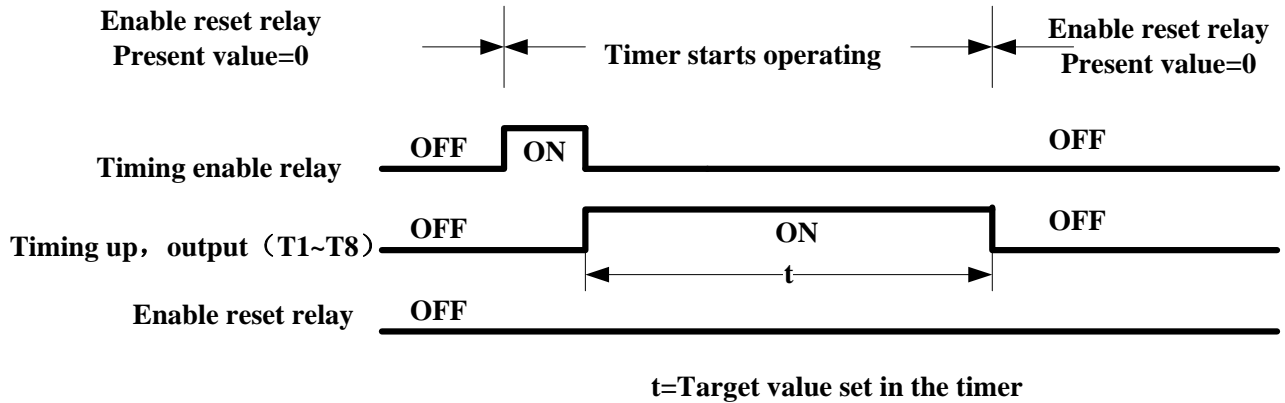 Enable reset relay
Present value=0
Timer starts operating
Enable reset relay
Present value=0
Timing enable relay
OFF
ON
OFF
Timing up，output（T1~T8）
OFF
ON
OFF
t
Enable reset relay
OFF
t=Target value set in the timer